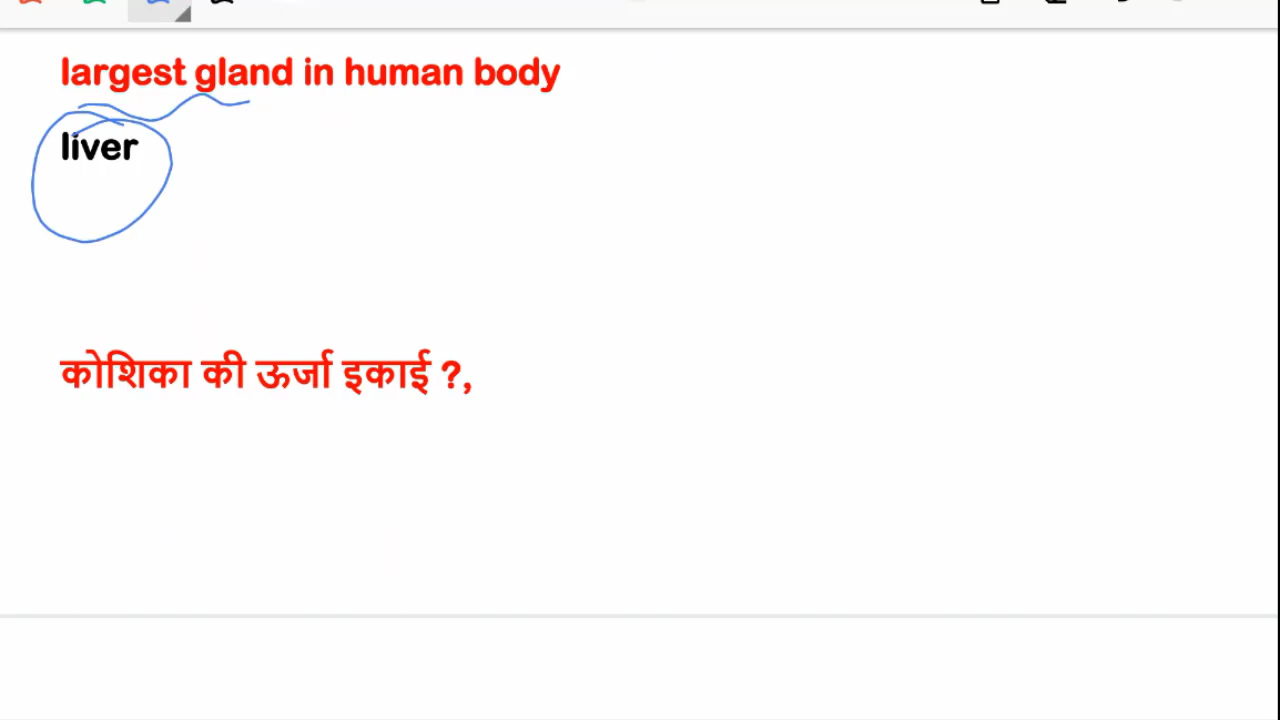 largest gland in human body
liver
कोशिका की ऊर्जा इकाई ?,